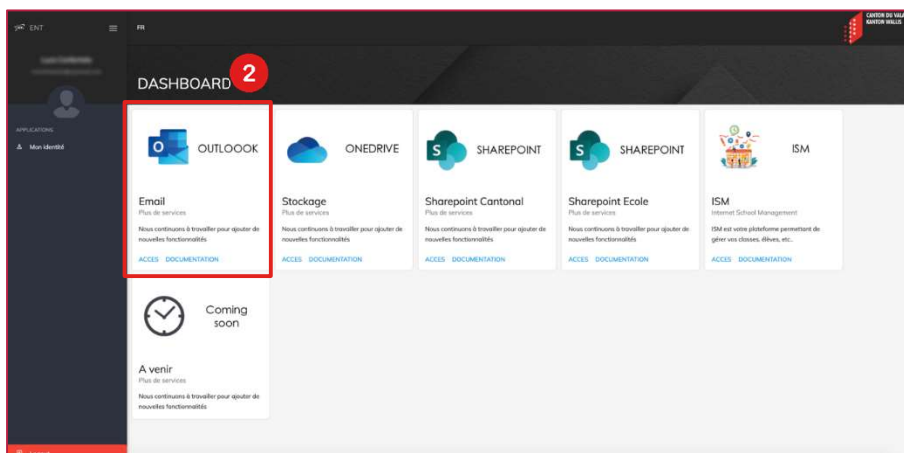 ENT
FR
CANTON DU VALA
KANTON WALLIS
DASHBOARD
2
APPLICATIONS
Mon identité
OUTLOOOK
Email
Plus de services
Nous continuons à travailler pour ajouter de
nouvelles fonctionnalités
ACCES DOCUMENTATION
ONEDRIVE
Stockage
Plus de services
Nous continuons à travailler pour ajouter de
nouvelles fonctionnalités
ACCES DOCUMENTATION
SHAREPOINT
Sharepoint Cantonal
Plus de services
Nous continuons à travailler pour ajouter de
nouvelles fonctionnalités
ACCES DOCUMENTATION
SHAREPOINT
Sharepoint Ecole
Plus de services
Nous continuons à travailler pour ajouter de
nouvelles fonctionnalités
ACCES DOCUMENTATION
ISM
ISM
Internet School Management
ISM est votre plateforme permettant de
gérer vos classes, élèves, etc..
ACCES DOCUMENTATION
Coming
soon
A venir
Plus de services
Nous continuons à travailler pour ajouter de
nouvelles fonctionnalités